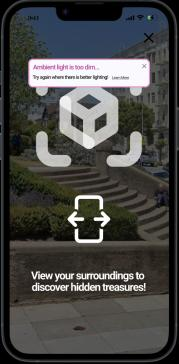 Ambient light is too dim...
Try again where there is better lighting! Learn More
View your surroundings to
discover hidden treasures!